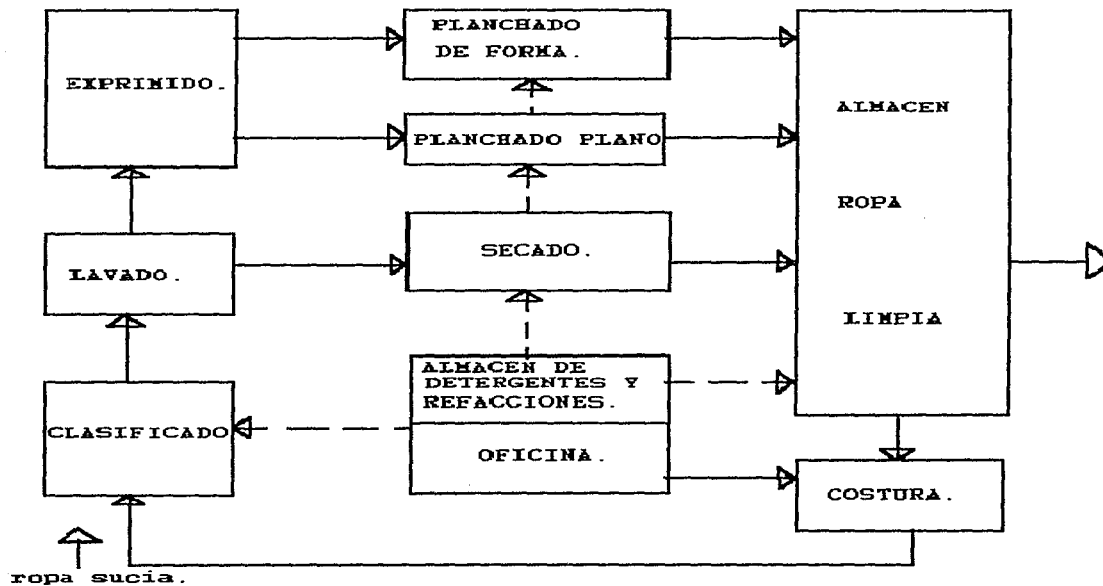 EXPRIMIDO.
PLANCHADO
DE FORMA.
PLANCHADO PLANO
ALMACEN
ROPA
LIMPIA
LAVADO.
SECADO.
CLASIFICADO
ALMACEN DE
DETERGENTES Y
REFACCIONES.
OFICINA.
COSTURA.
ropa sucia.